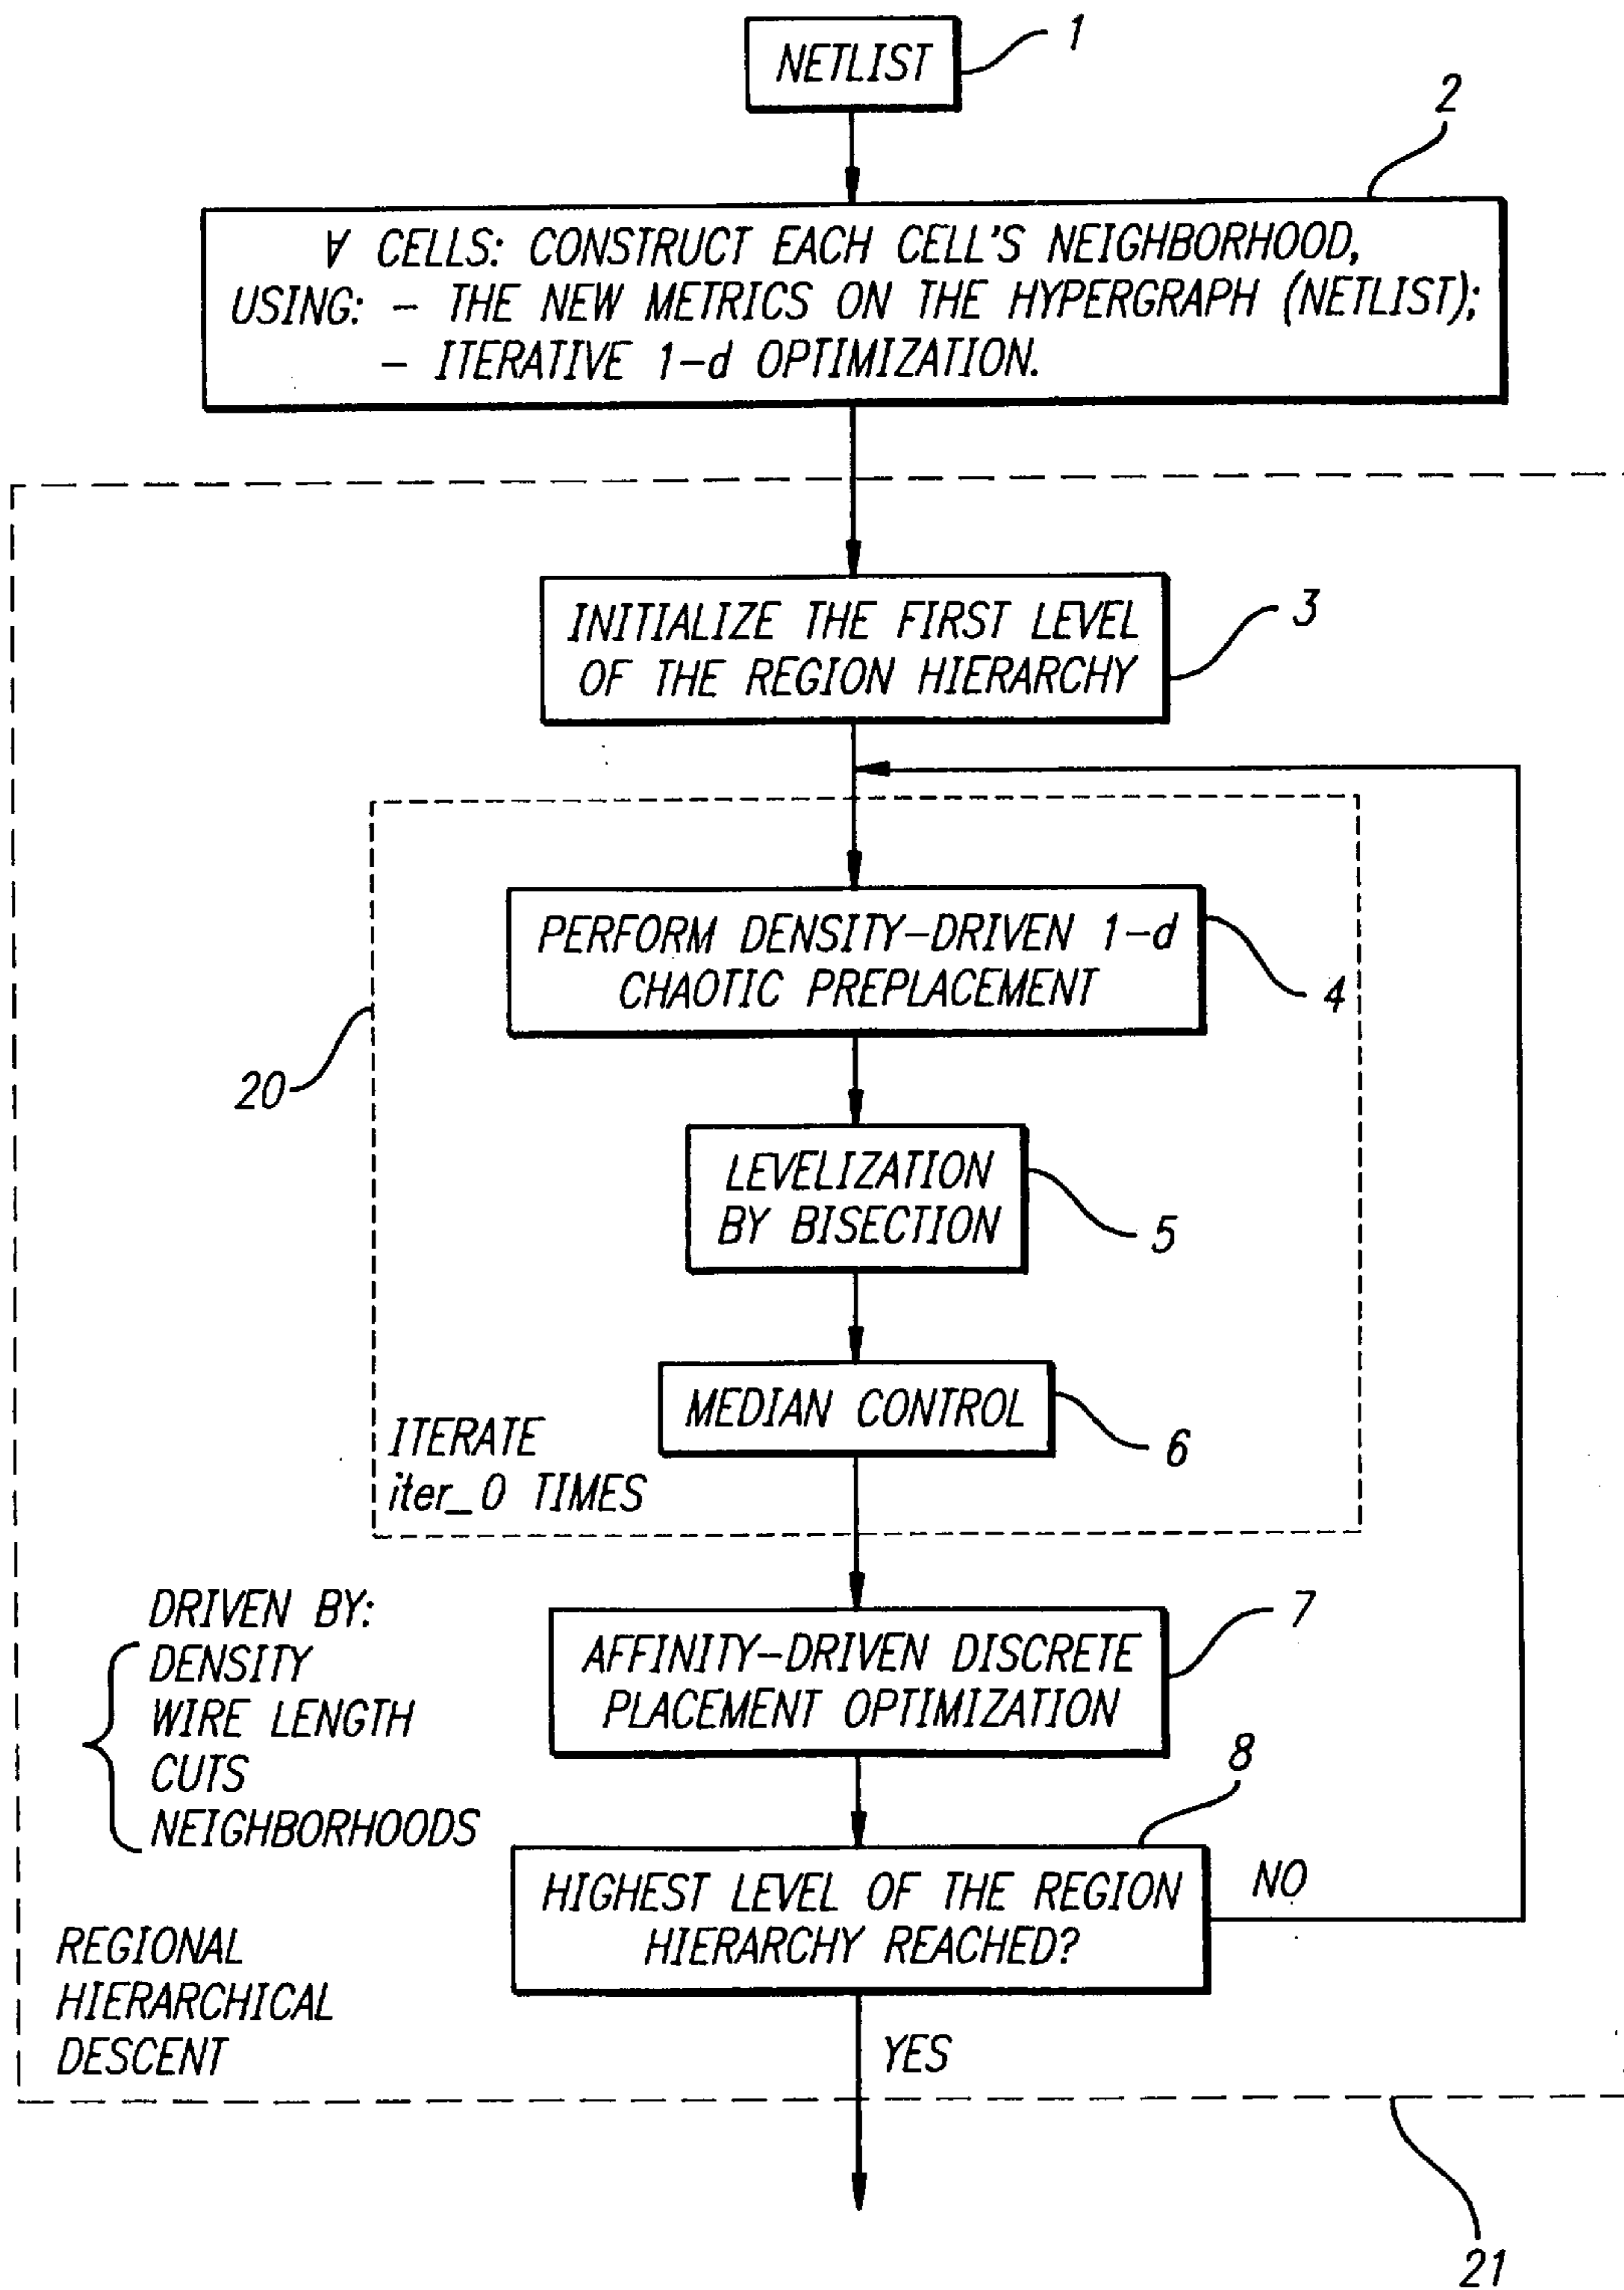 NETLIST
1
2
∀ CELLS: CONSTRUCT EACH CELL'S NEIGHBORHOOD,
USING: – THE NEW METRICS ON THE HYPERGRAPH (NETLIST);
– ITERATIVE 1–d OPTIMIZATION.
INITIALIZE THE FIRST LEVEL
OF THE REGION HIERARCHY
3
PERFORM DENSITY–DRIVEN 1–d
CHAOTIC PREPLACEMENT
4
20
LEVELIZATION
BY BISECTION
5
MEDIAN CONTROL
6
ITERATE
iter_0 TIMES
DRIVEN BY:
DENSITY
WIRE LENGTH
CUTS
NEIGHBORHOODS
AFFINITY–DRIVEN DISCRETE
PLACEMENT OPTIMIZATION
7
8
HIGHEST LEVEL OF THE REGION
HIERARCHY REACHED?
NO
REGIONAL
HIERARCHICAL
DESCENT
YES
21